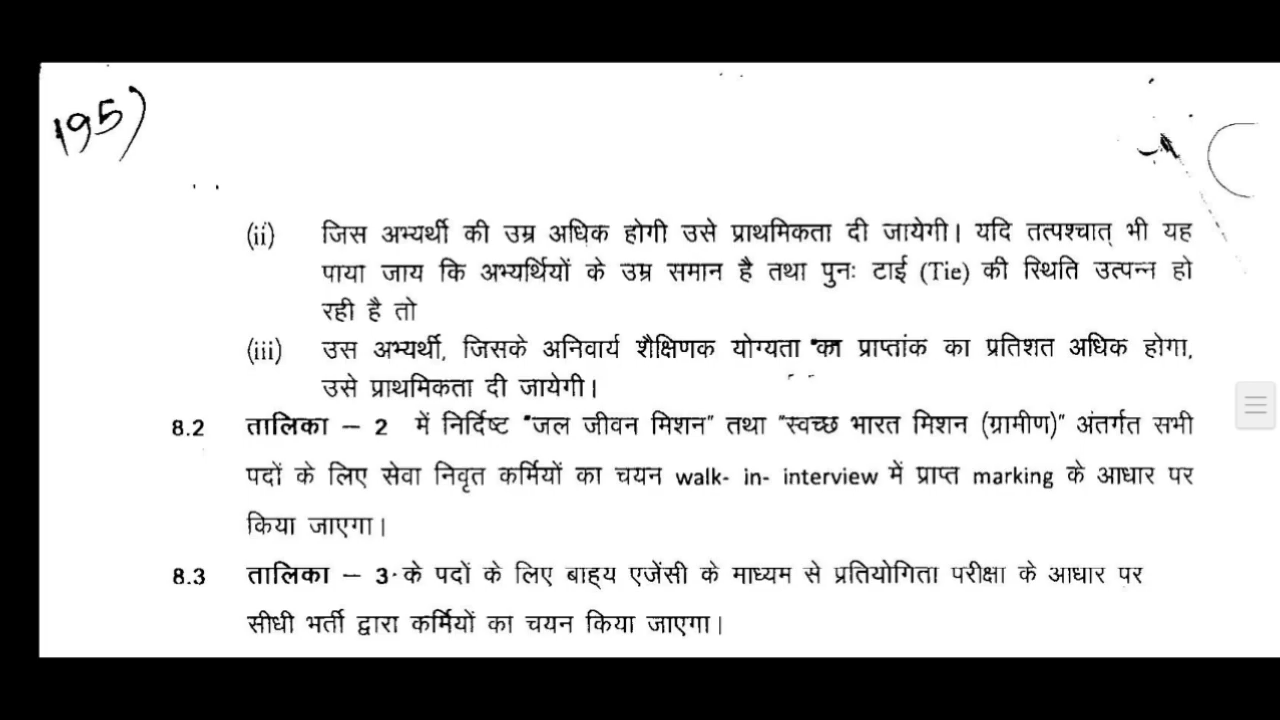 195)
(ii) जिस अभ्यर्थी की उम्र अधिक होगी उसे प्राथमिकता दी जायेगी। यदि तत्पश्चात् भी यह
पाया जाय कि अभ्यर्थियों के उम्र समान है तथा पुनः टाई (Tie) की स्थिति उत्पन्न हो
रही है तो
(iii) उस अभ्यर्थी, जिसके अनिवार्य शैक्षिणक योग्यता का प्राप्तांक का प्रतिशत अधिक होगा,
उसे प्राथमिकता दी जायेगी।
8.2 तालिका – 2 में निर्दिष्ट "जल जीवन मिशन" तथा "स्वच्छ भारत मिशन (ग्रामीण)" अंतर्गत सभी
पदों के लिए सेवा निवृत कर्मियों का चयन walk- in- interview में प्राप्त marking के आधार पर
किया जाएगा।
8.3 तालिका – 3 के पदों के लिए बाह्य एजेंसी के माध्यम से प्रतियोगिता परीक्षा के आधार पर
सीधी भर्ती द्वारा कर्मियों का चयन किया जाएगा।